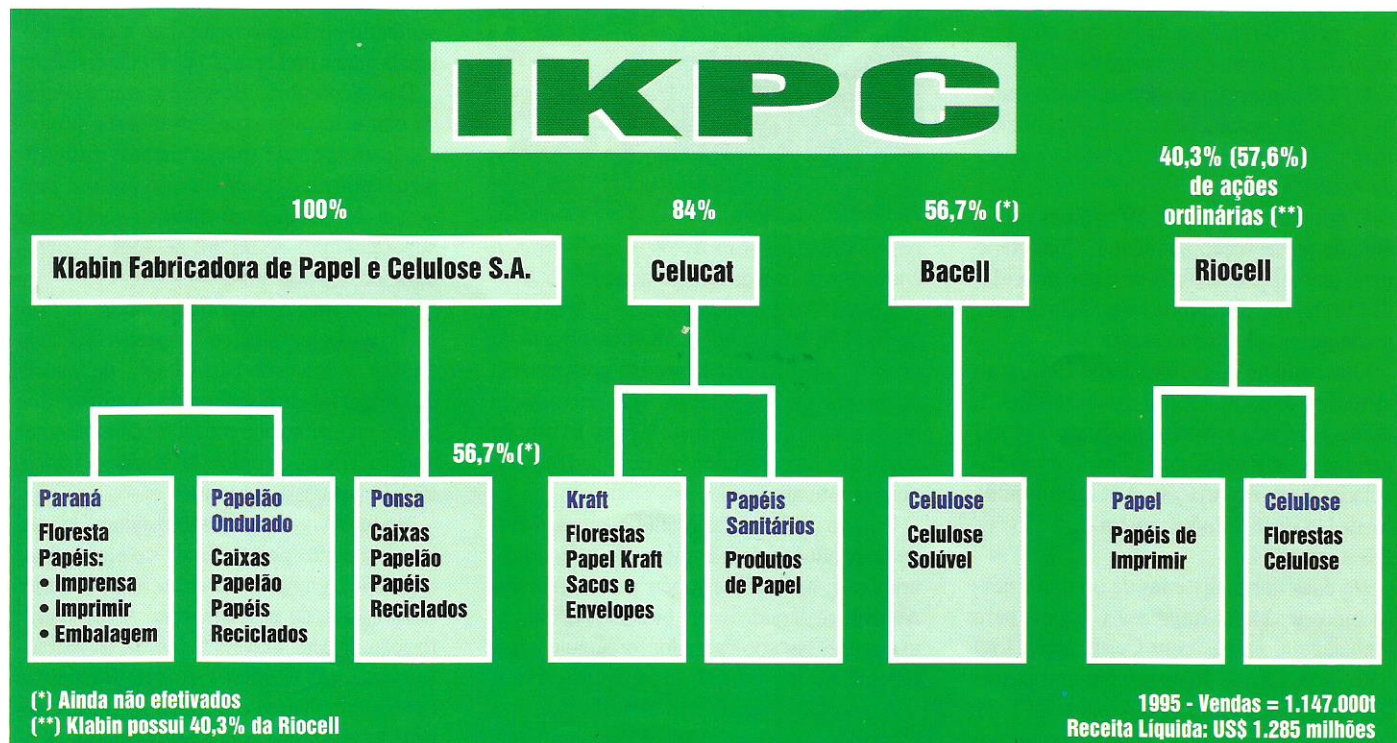 IKPC
100%
Klabin Fabricadora de Papel e Celulose S.A.
84%
Celucat
56,7% (*)
Bacell
40,3% (57,6%)
de ações
ordinárias (**)
Riocell
Paraná
Floresta
Papéis:
• Imprensa
• Imprimir
• Embalagem
Papelão
Ondulado
Caixas
Papelão
Papéis
Reciclados
56,7%(*)
Ponsa
Caixas
Papelão
Papéis
Reciclados
Kraft
Florestas
Papel Kraft
Sacos e
Envelopes
Papéis
Sanitários
Produtos
de Papel
Celulose
Celulose
Solúvel
Papel
Papéis de
Imprimir
Celulose
Florestas
Celulose
(*) Ainda não efetivados
(**) Klabin possui 40,3% da Riocell
1995 - Vendas = 1.147.000t
Receita Líquida: US$ 1.285 milhões